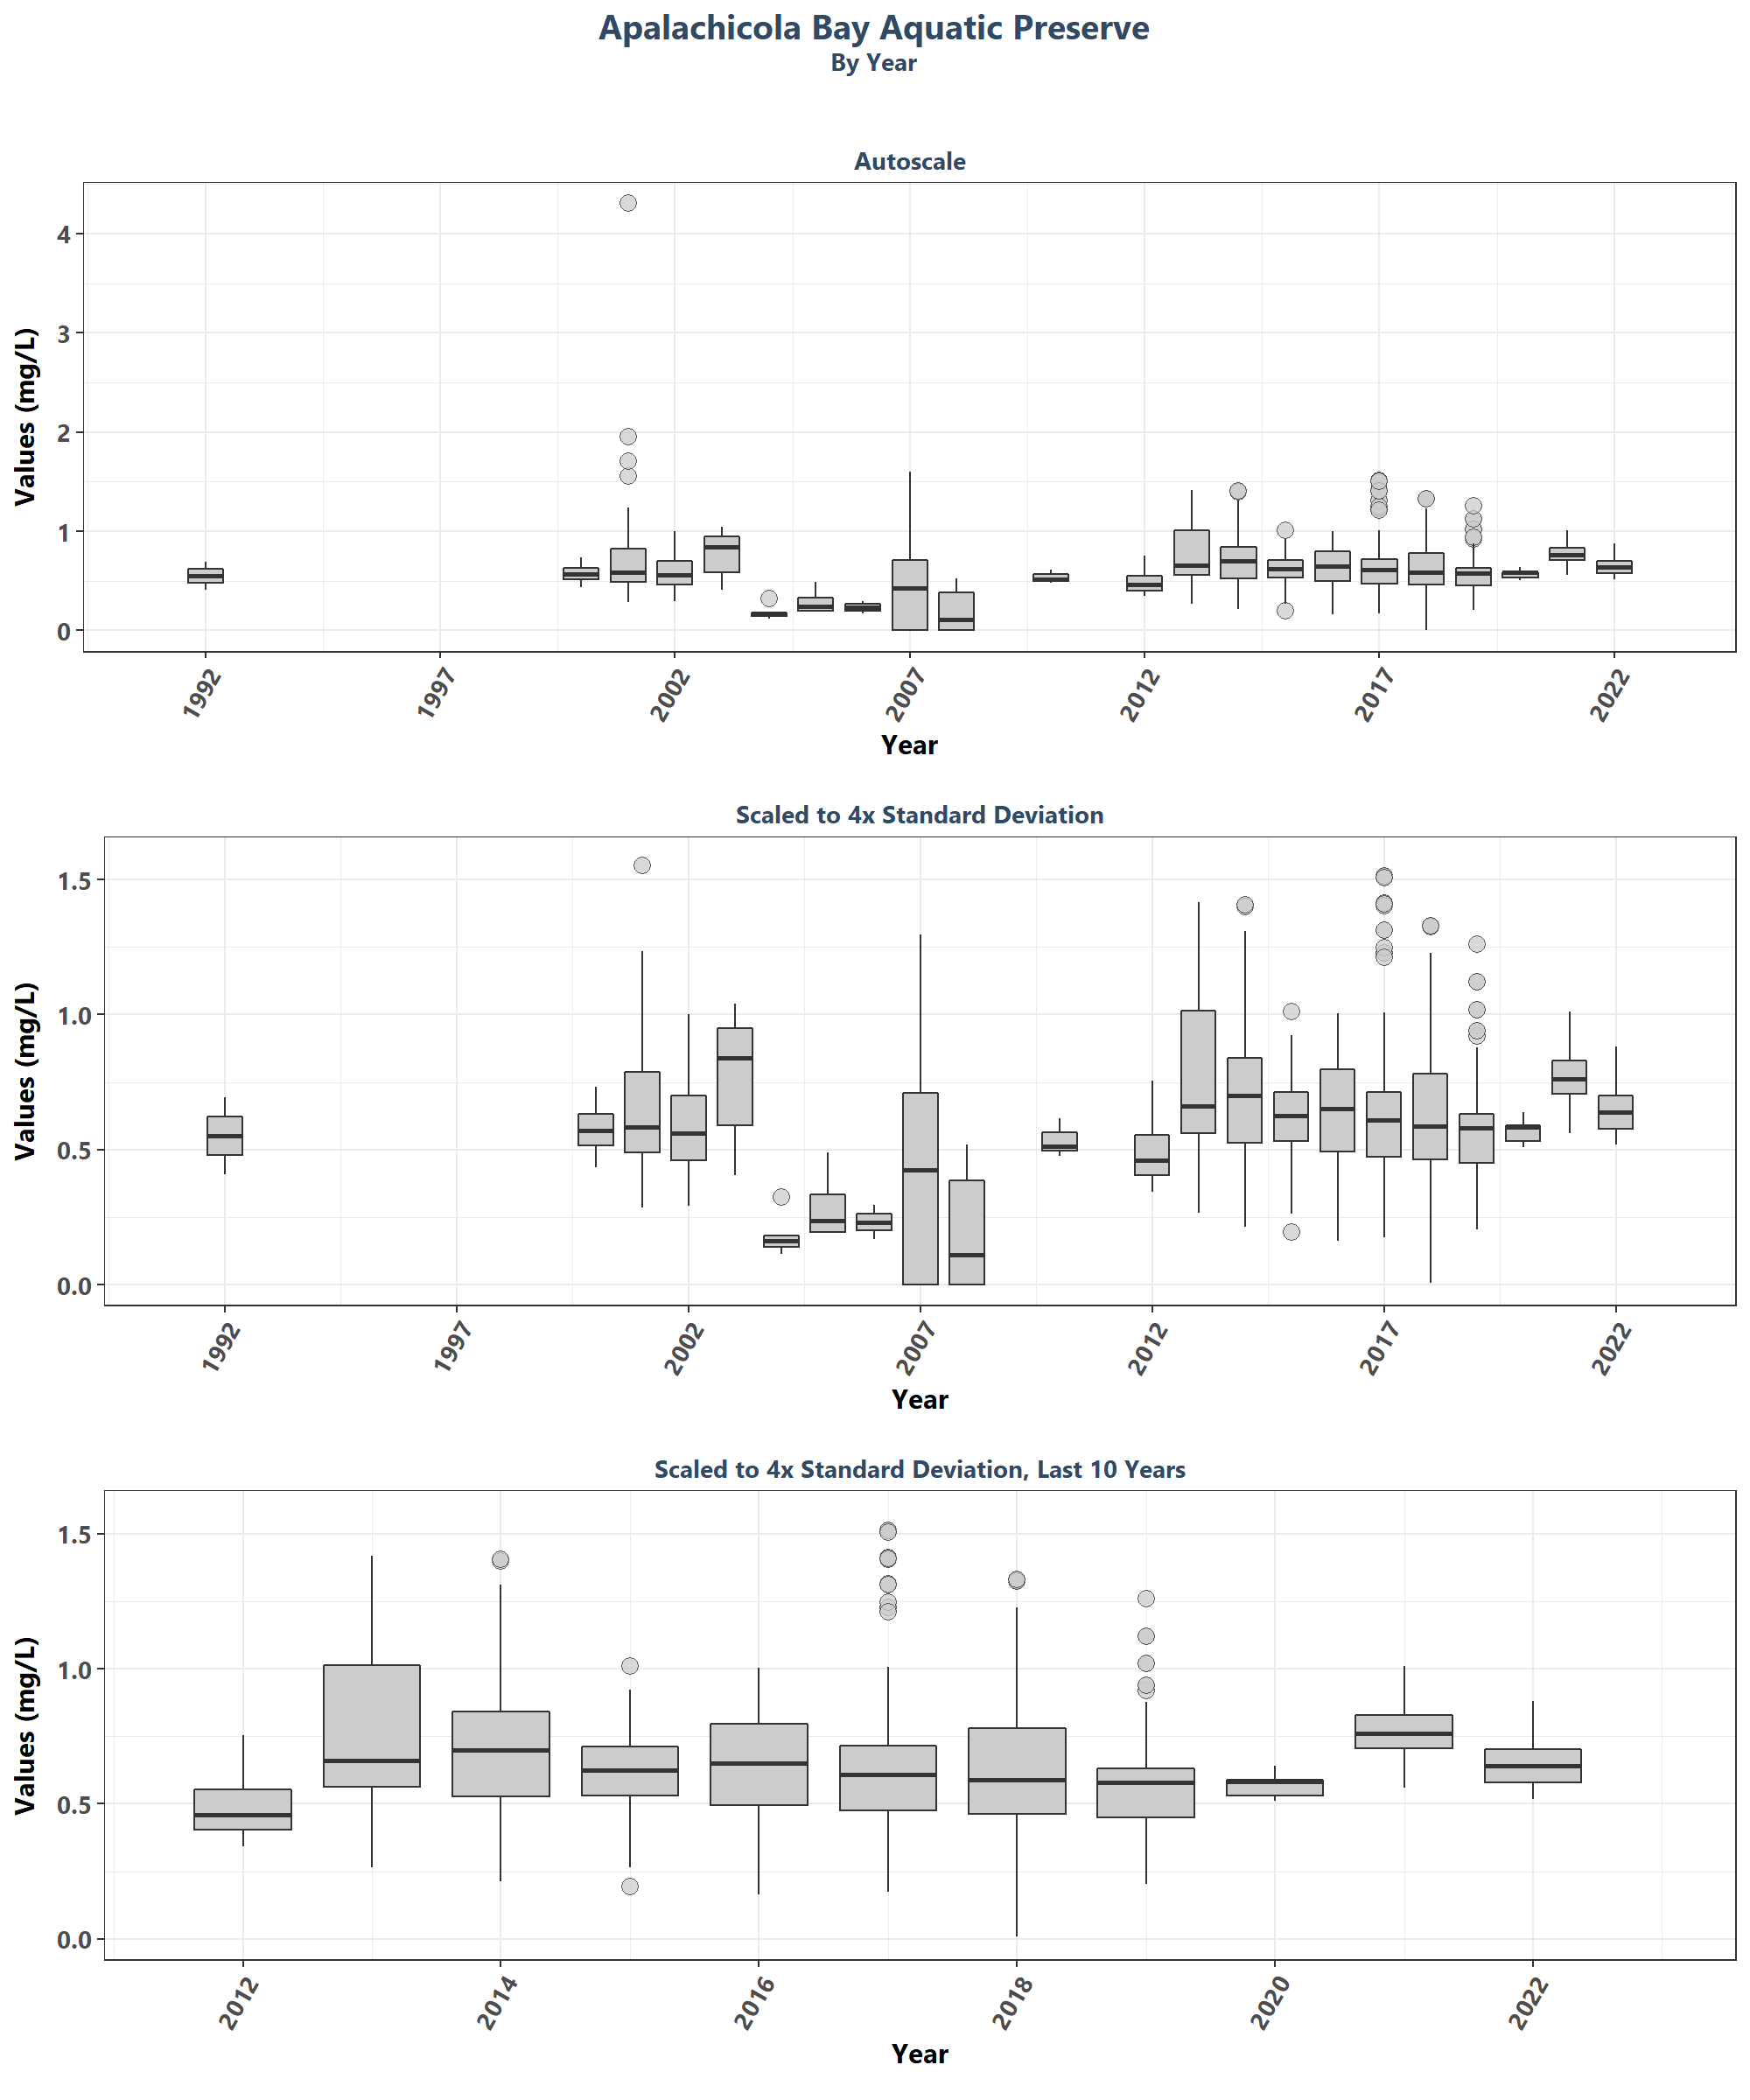 Apalachicola Bay Aquatic Preserve
By Year
Autoscale
Values (mg/L)
4
3
2
1
0
1992 1997 2002 2007 2012 2017 2022
Year
Scaled to 4x Standard Deviation
Values (mg/L)
1.5
1.0
0.5
0.0
1992 1997 2002 2007 2012 2017 2022
Year
Scaled to 4x Standard Deviation, Last 10 Years
Values (mg/L)
1.5
1.0
0.5
0.0
2012 2014 2016 2018 2020 2022
Year